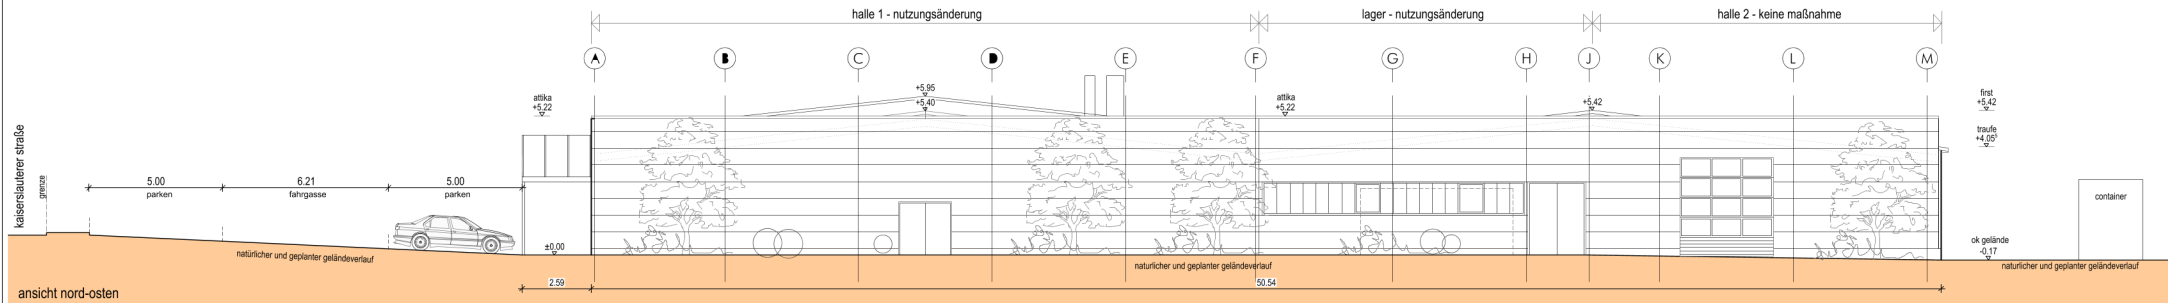 halle 1 - nutzungsänderung
lager - nutzungsänderung
halle 2 - keine maßnahme
A
B
C
D
E
F
G
H
J
K
L
M
+5.95
+5.40
attika
+5.22
attika
+5.22
+5.42
first
+5.42
traufe
+4.05⁵
kaiserslauterer straße
grenze
5.00
parken
6.21
fahrgasse
5.00
parken
container
±0.00
ok gelände
-0.17
natürlicher und geplanter geländeverlauf
naturlicher und geplanter geländeverlauf
naturlicher und geplanter geländeverlauf
2.59
50.54
ansicht nord-osten